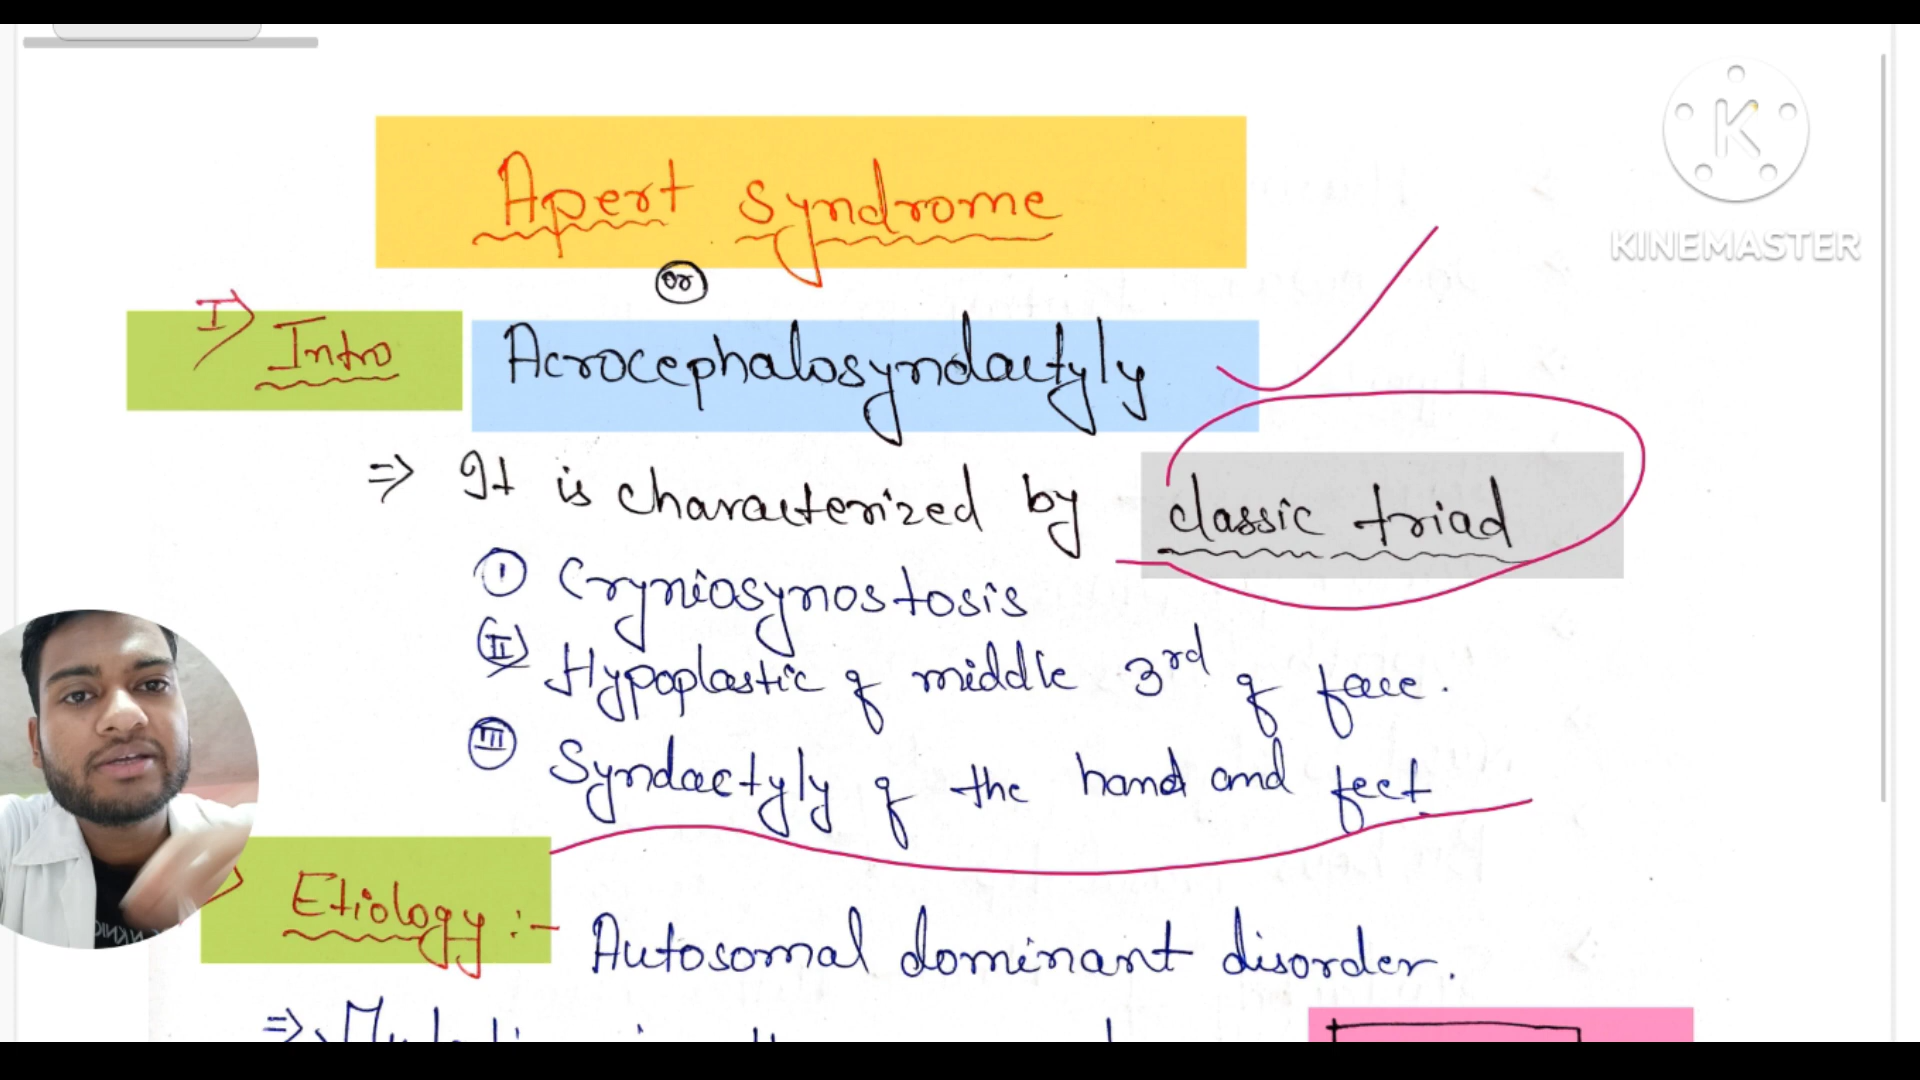 Apert syndrome
or
I) Intro Acrocephalosyndactyly
K
KINEMASTER
⇒ It is characterized by classic triad
I Cryniosynostosis
II Hypoplastic of middle 3rd of face.
III Syndactyly of the hand and feet
Etiology :- Autosomal dominant disorder.